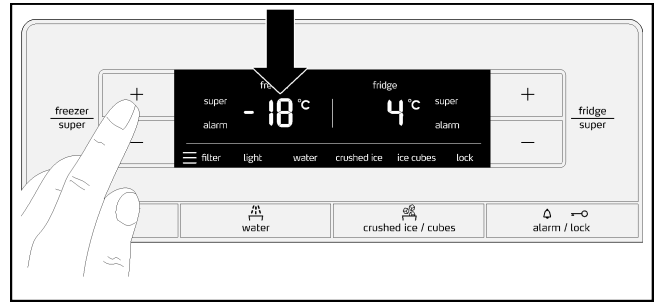 fre fridge
super -18°C 4°C super
alarm alarm
freezer
super
fridge
super
+ +
− −
filter light water crushed ice ice cubes lock
water
crushed ice / cubes
alarm / lock